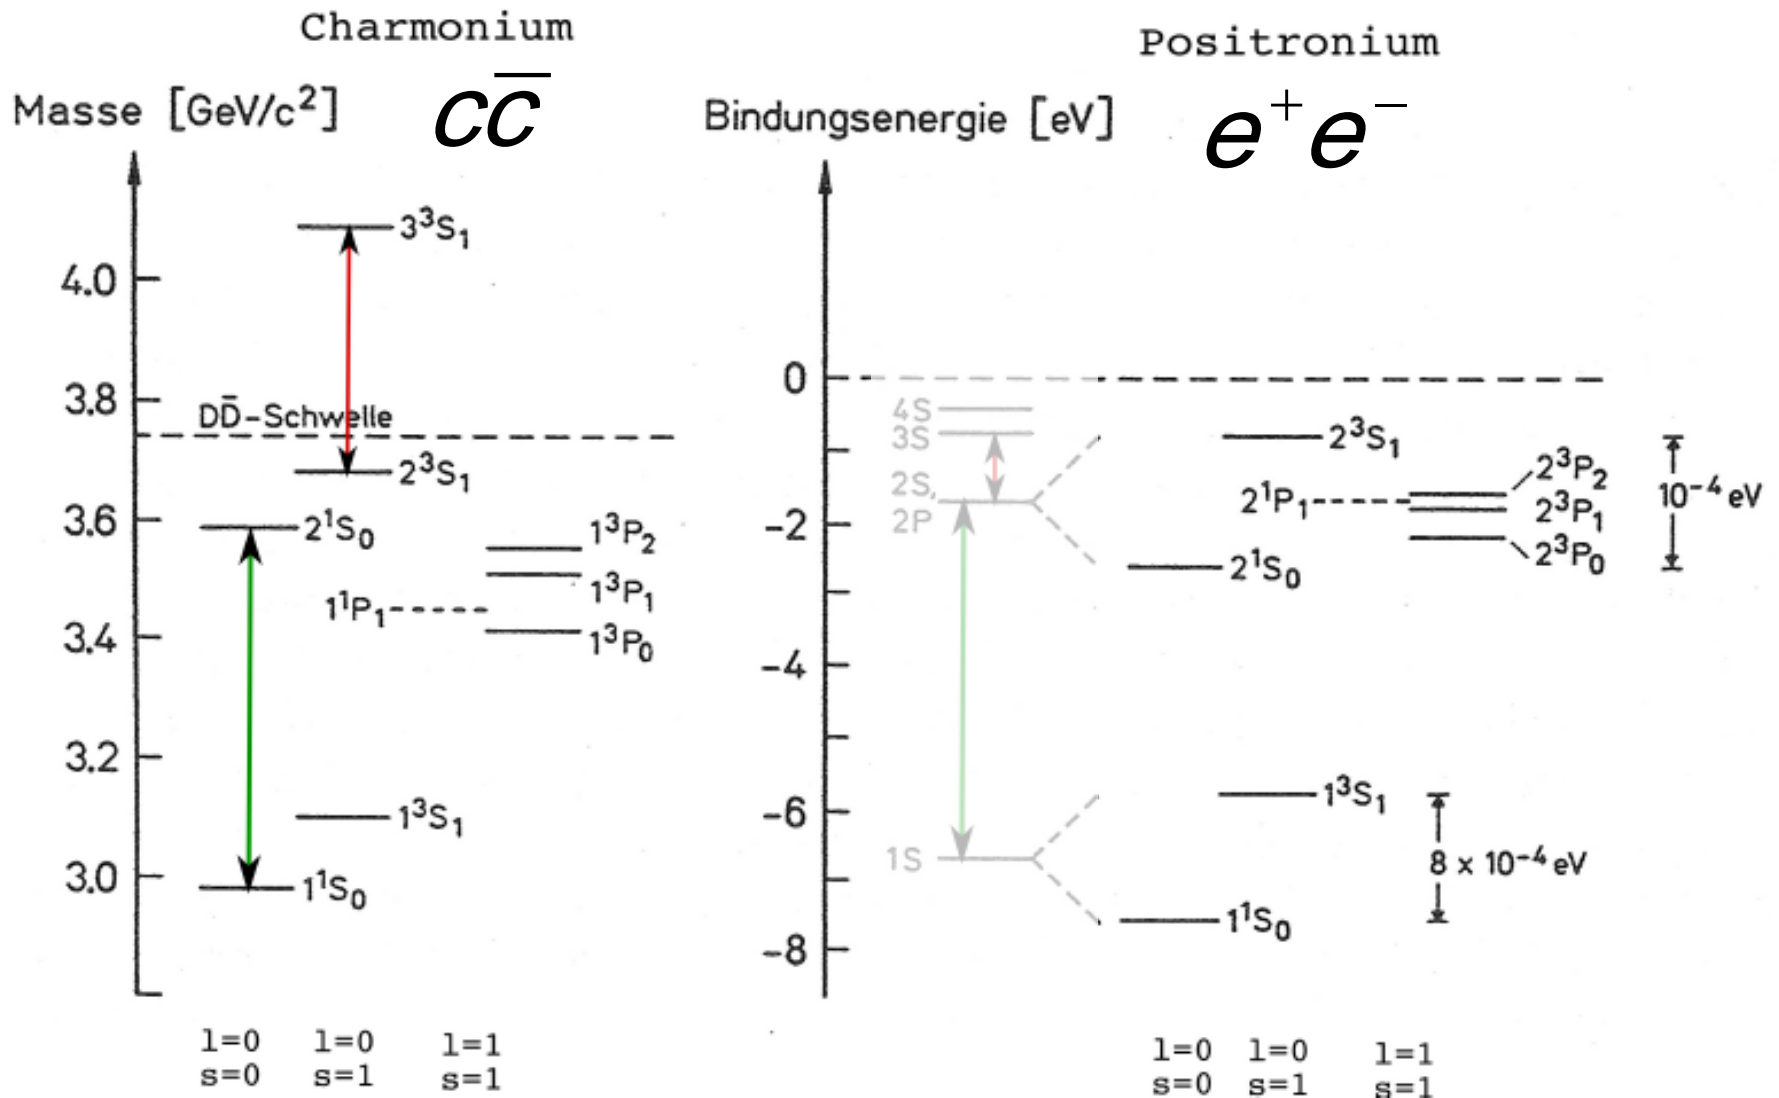 Charmonium
Masse [GeV/c²]
cc̅
4.0
3.8
3.6
3.4
3.2
3.0
3³S₁
DD̄-Schwelle
2³S₁
2¹S₀
1³P₂
1³P₁
1¹P₁
1³P₀
1³S₁
1¹S₀
l=0 l=0 l=1
s=0 s=1 s=1
Positronium
Bindungsenergie [eV]
e⁺e⁻
0
-2
-4
-6
-8
4S
3S
2S,
2P
1S
2³S₁
2³P₂
2¹P₁
2³P₁
2³P₀
2¹S₀
10⁻⁴ eV
1³S₁
8 x 10⁻⁴ eV
1¹S₀
l=0 l=0 l=1
s=0 s=1 s=1